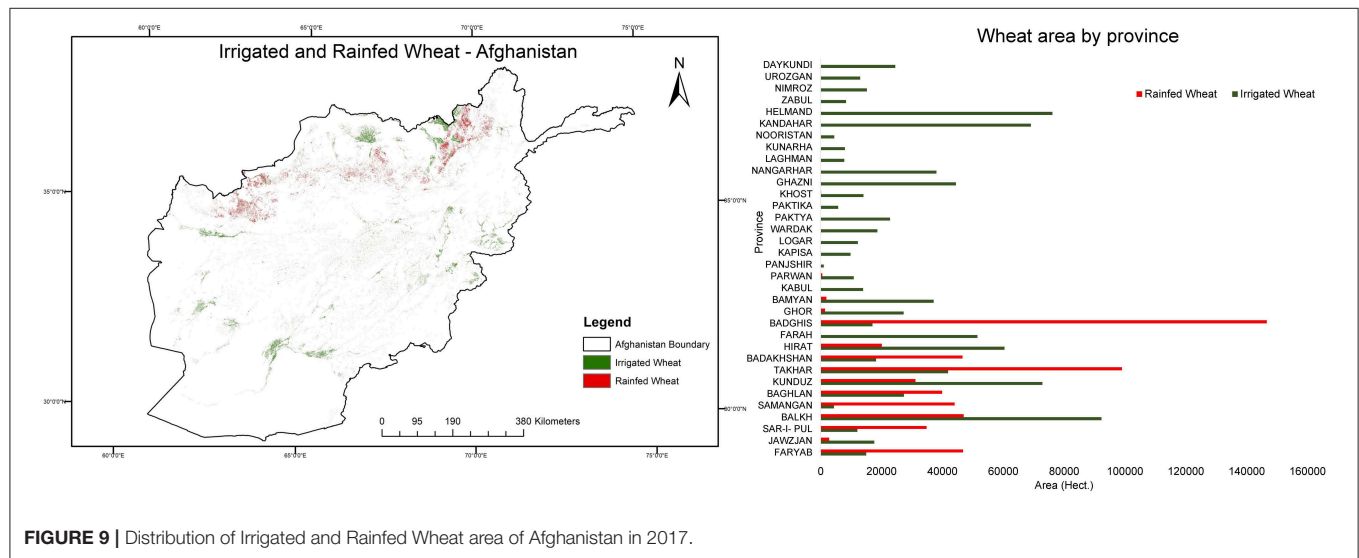 60°0'0"E
65°0'0"E
70°0'0"E
75°0'0"E
Irrigated and Rainfed Wheat - Afghanistan
N
35°0'0"N
30°0'0"N
Legend
Afghanistan Boundary
Irrigated Wheat
Rainfed Wheat
0 95 190 380 Kilometers
60°0'0"E
65°0'0"E
70°0'0"E
75°0'0"E
Wheat area by province
Rainfed Wheat
Irrigated Wheat
Province
DAYKUNDI
UROZGAN
NIMROZ
ZABUL
HELMAND
KANDAHAR
NOORISTAN
KUNARHA
LAGHMAN
NANGARHAR
GHAZNI
KHOST
PAKTIKA
PAKTYA
WARDAK
LOGAR
KAPISA
PANJSHIR
PARWAN
KABUL
BAMYAN
GHOR
BADGHIS
FARAH
HIRAT
BADAKHSHAN
TAKHAR
KUNDUZ
BAGHLAN
SAMANGAN
BALKH
SAR-I- PUL
JAWZJAN
FARYAB
0 20000 40000 60000 80000 100000 120000 140000 160000
Area (Hect.)
FIGURE 9 | Distribution of Irrigated and Rainfed Wheat area of Afghanistan in 2017.